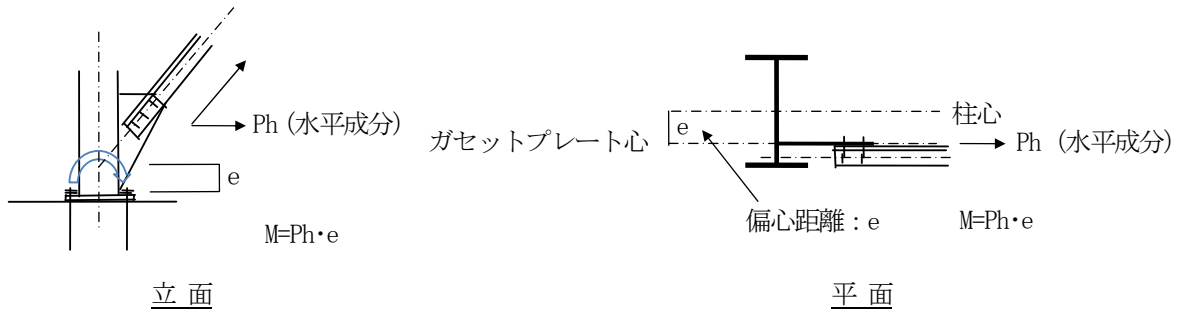 Ph (水平成分)
e
M=Ph・e
立 面
柱心
ガセットプレート心
e
Ph (水平成分)
偏心距離：e
M=Ph・e
平 面